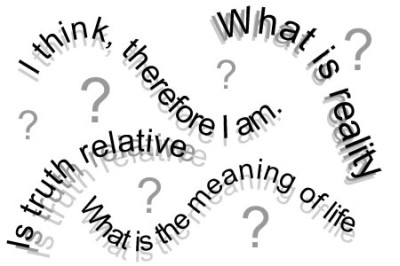 I think, therefore I am.
What is reality
?
?
?
?
Is truth relative
What is the meaning of life
?
?